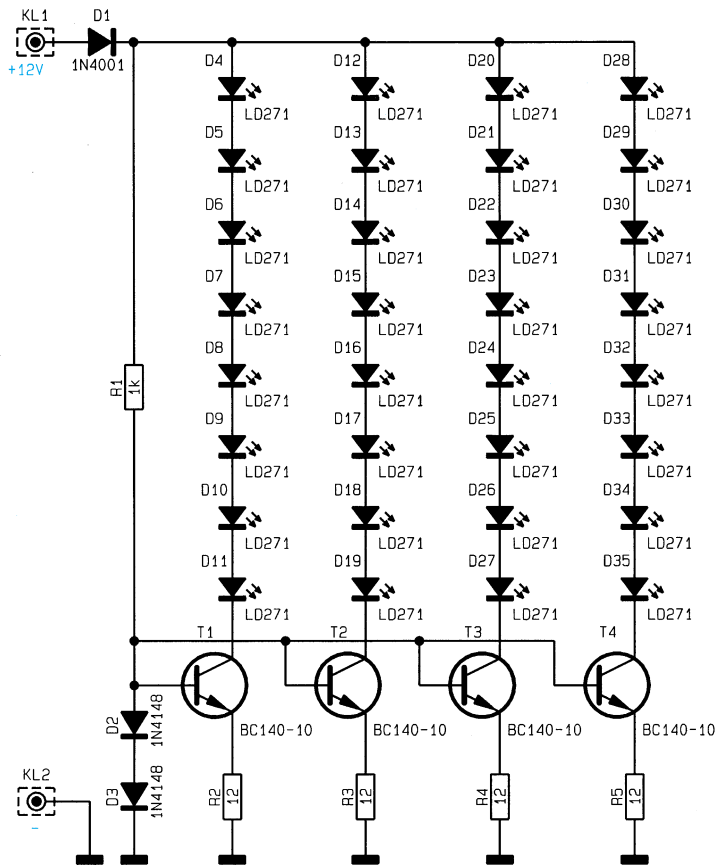 KL1 D1
+12V 1N4001
D4 D12 D20 D28
LD271 LD271 LD271 LD271
D5 D13 D21 D29
LD271 LD271 LD271 LD271
D6 D14 D22 D30
LD271 LD271 LD271 LD271
D7 D15 D23 D31
LD271 LD271 LD271 LD271
D8 D16 D24 D32
LD271 LD271 LD271 LD271
R1 1k
D9 D17 D25 D33
LD271 LD271 LD271 LD271
D10 D18 D26 D34
LD271 LD271 LD271 LD271
D11 D19 D27 D35
LD271 LD271 LD271 LD271
T1 T2 T3 T4
BC140-10 BC140-10 BC140-10 BC140-10
D2 1N4148
KL2 D3 1N4148
R2 12 R3 12 R4 12 R5 12
-